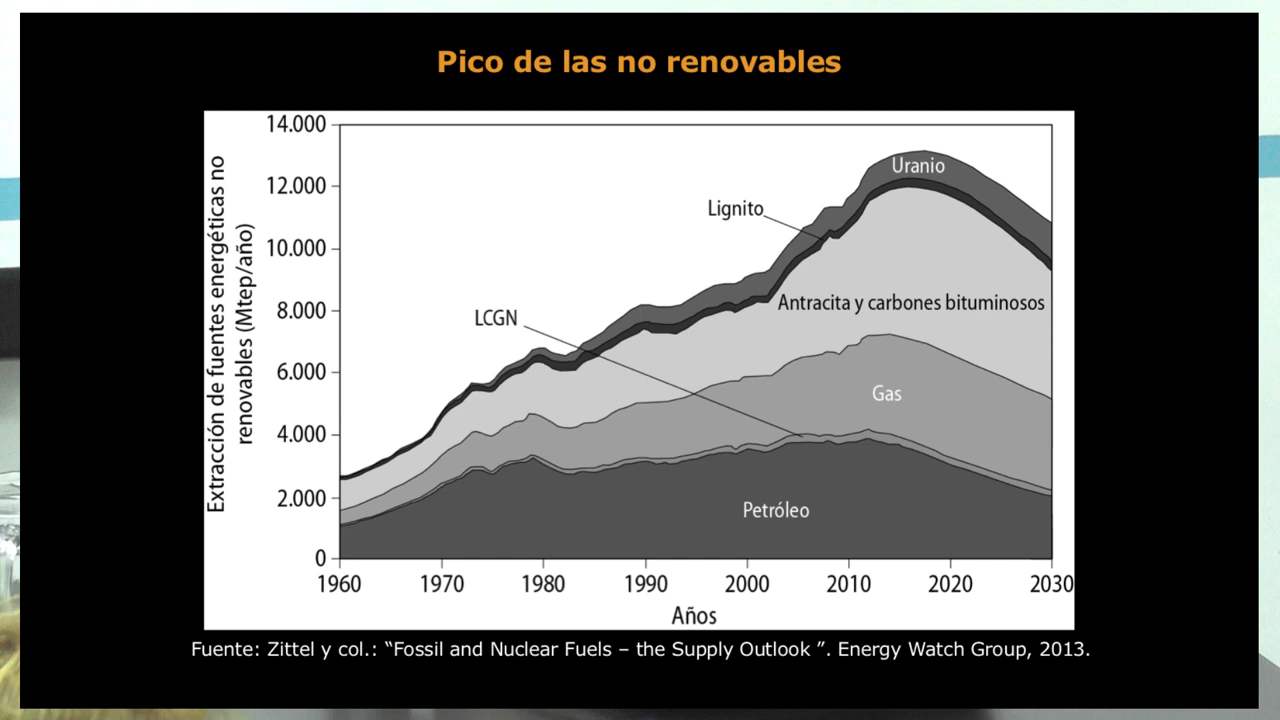 Pico de las no renovables
Extracción de fuentes energéticas no
renovables (Mtep/año)
14.000
12.000
10.000
8.000
6.000
4.000
2.000
0
Uranio
Lignito
Antracita y carbones bituminosos
LCGN
Gas
Petróleo
1960 1970 1980 1990 2000 2010 2020 2030
Años
Fuente: Zittel y col.: “Fossil and Nuclear Fuels – the Supply Outlook ”. Energy Watch Group, 2013.